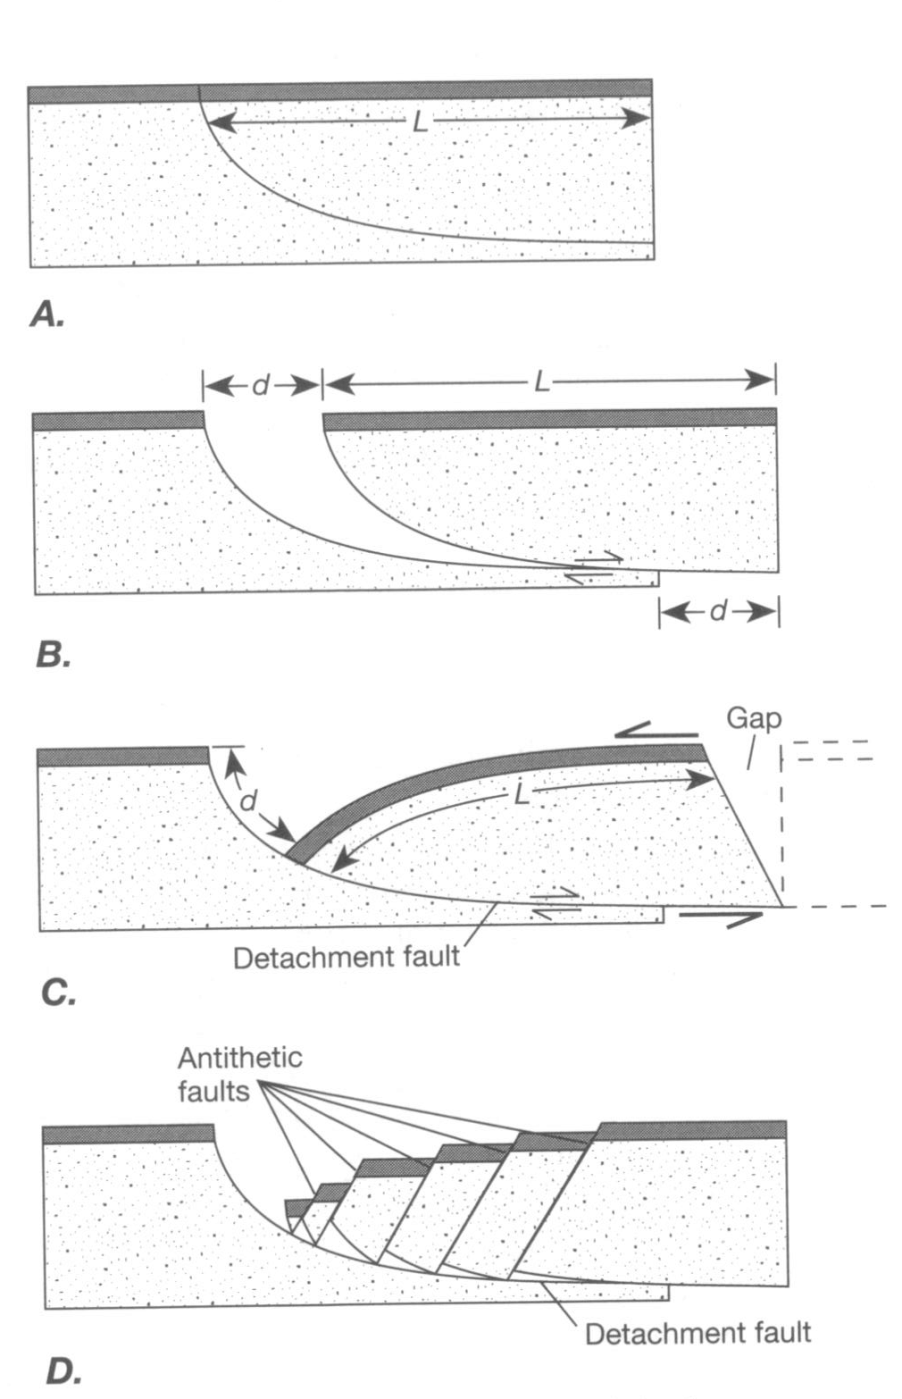 L
A.
d L
d
B.
Gap
d
L
Detachment fault
C.
Antithetic
faults
Detachment fault
D.